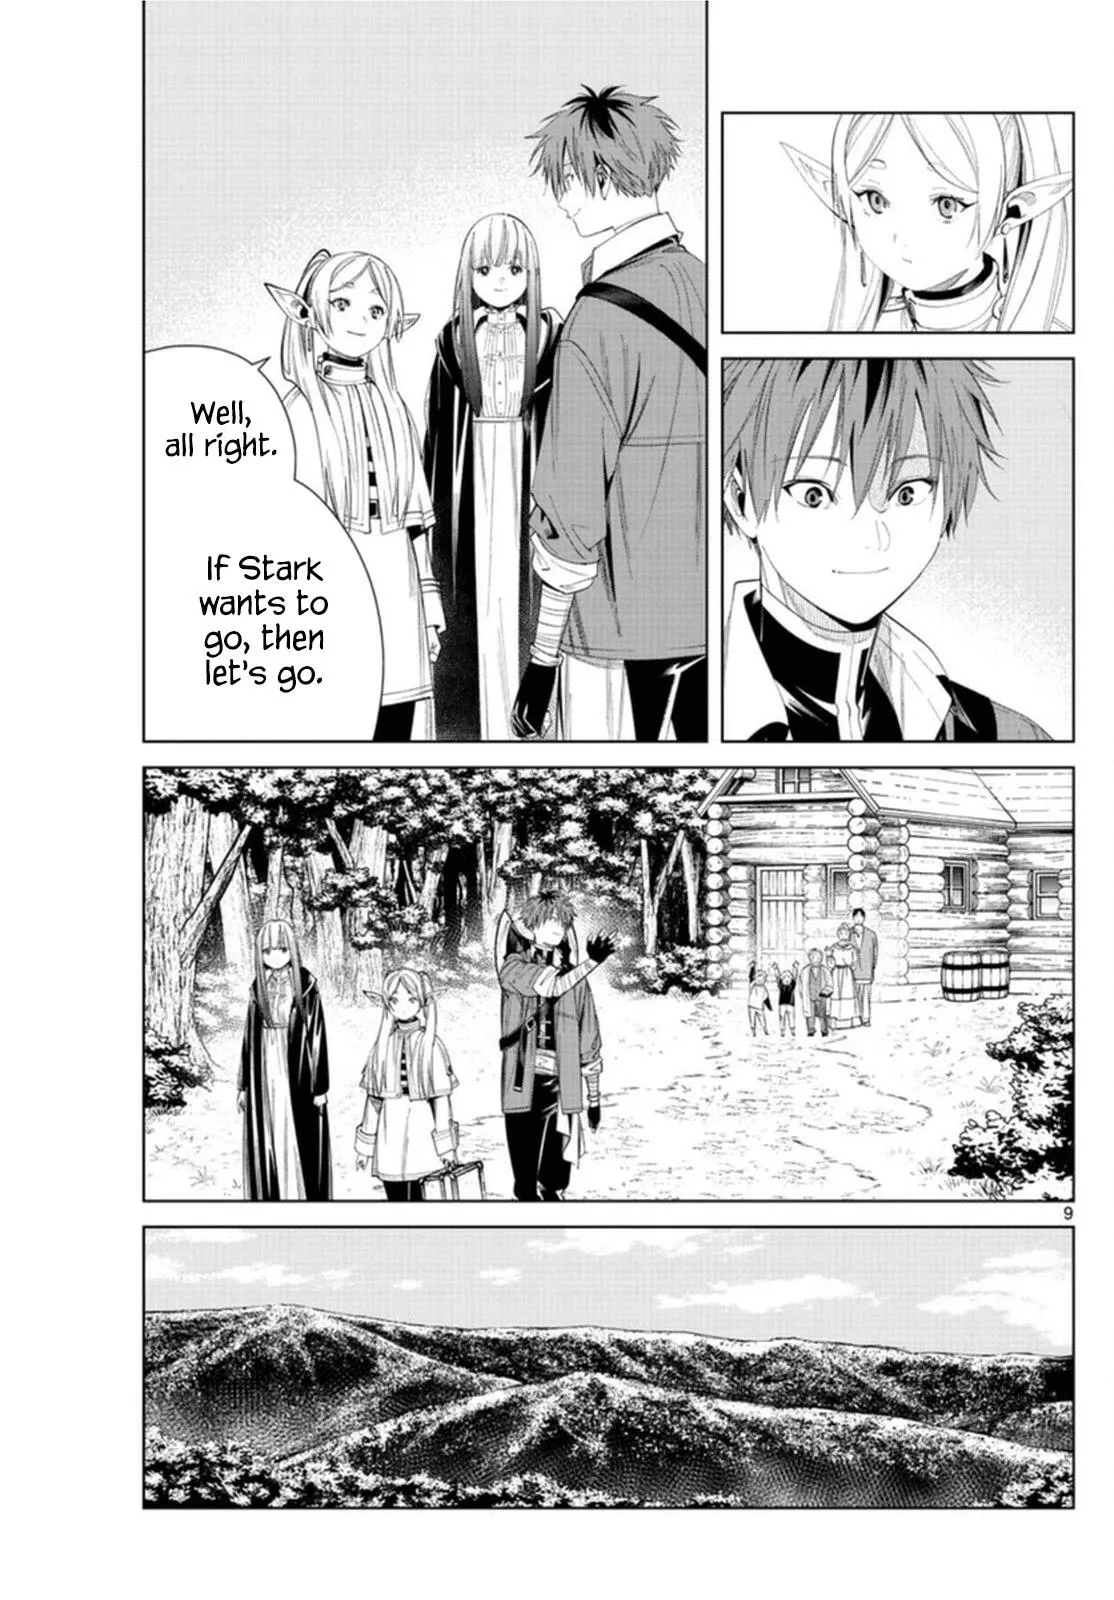 Well,
all right.
If Stark
wants to
go, then
let's go.
9